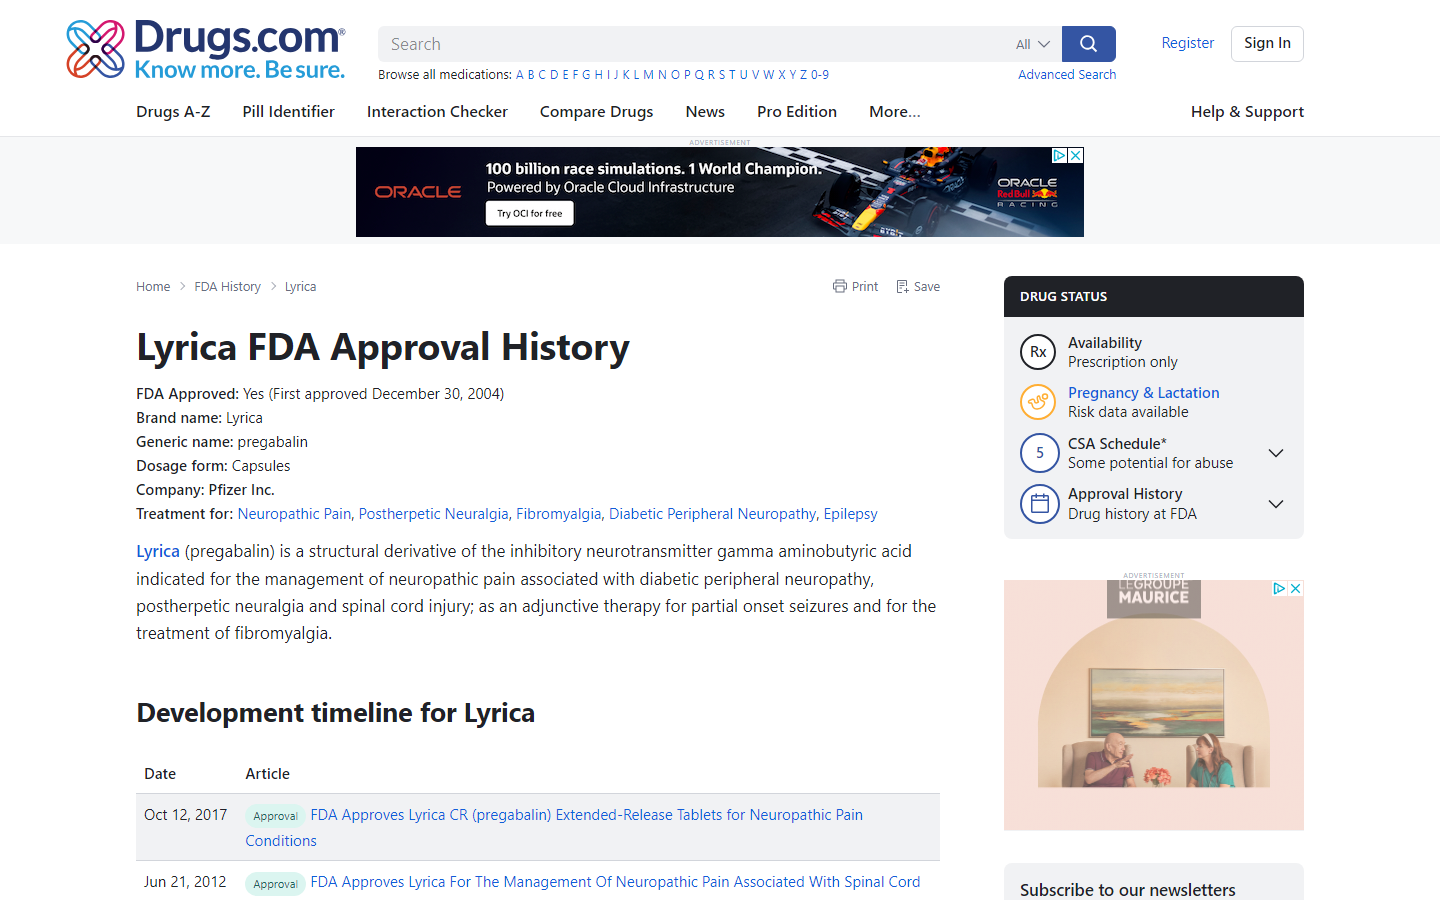 Drugs.com®
Know more. Be sure.
Search
All
Register
Sign In
Browse all medications: A B C D E F G H I J K L M N O P Q R S T U V W X Y Z 0-9
Advanced Search
Drugs A-Z
Pill Identifier
Interaction Checker
Compare Drugs
News
Pro Edition
More...
Help & Support
ADVERTISEMENT
ORACLE
100 billion race simulations. 1 World Champion.
Powered by Oracle Cloud Infrastructure
Try OCI for free
ORACLE
Red Bull
RACING
Home > FDA History > Lyrica
Print
Save
Lyrica FDA Approval History
FDA Approved: Yes (First approved December 30, 2004)
Brand name: Lyrica
Generic name: pregabalin
Dosage form: Capsules
Company: Pfizer Inc.
Treatment for: Neuropathic Pain, Postherpetic Neuralgia, Fibromyalgia, Diabetic Peripheral Neuropathy, Epilepsy
Lyrica (pregabalin) is a structural derivative of the inhibitory neurotransmitter gamma aminobutyric acid
indicated for the management of neuropathic pain associated with diabetic peripheral neuropathy,
postherpetic neuralgia and spinal cord injury; as an adjunctive therapy for partial onset seizures and for the
treatment of fibromyalgia.
Development timeline for Lyrica
Date
Article
Oct 12, 2017
Approval FDA Approves Lyrica CR (pregabalin) Extended-Release Tablets for Neuropathic Pain
Conditions
Jun 21, 2012
Approval FDA Approves Lyrica For The Management Of Neuropathic Pain Associated With Spinal Cord
DRUG STATUS
Rx
Availability
Prescription only
Pregnancy & Lactation
Risk data available
5
CSA Schedule*
Some potential for abuse
Approval History
Drug history at FDA
ADVERTISEMENT
LEGROUPE
MAURICE
Subscribe to our newsletters